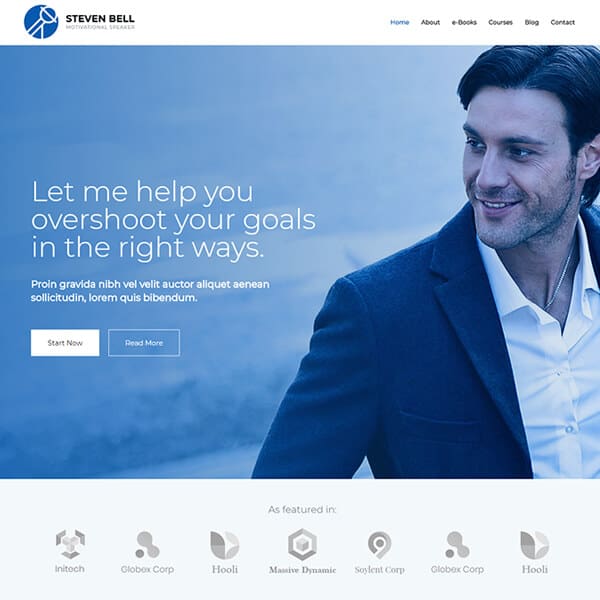 STEVEN BELL
MOTIVATIONAL SPEAKER
Home About e-Books Courses Blog Contact
Let me help you
overshoot your goals
in the right ways.
Proin gravida nibh vel velit auctor aliquet aenean
sollicitudin, lorem quis bibendum.
Start Now Read More
As featured in:
Initech Globex Corp Hooli Massive Dynamic Soylent Corp Globex Corp Hooli